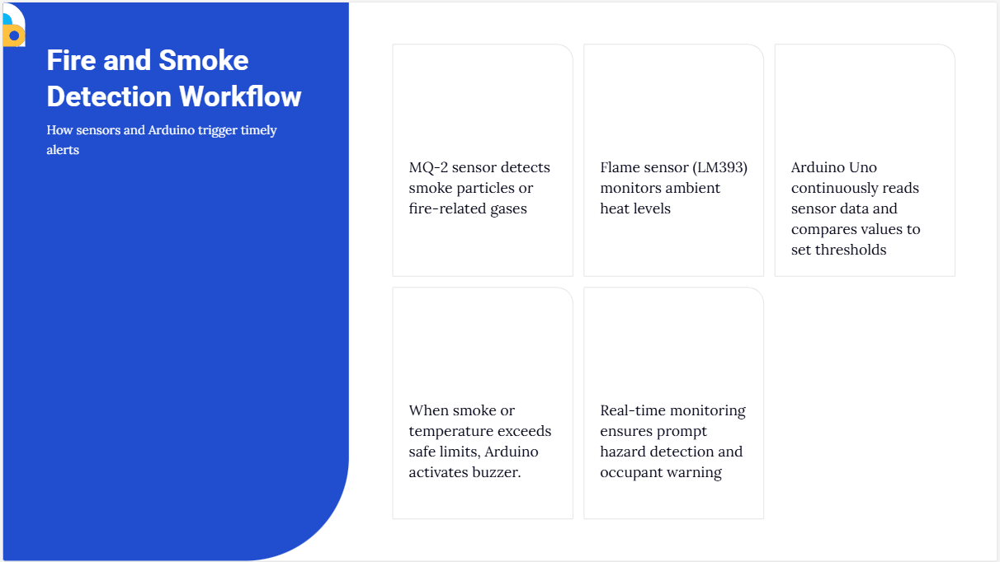 Fire and Smoke
Detection Workflow
How sensors and Arduino trigger timely
alerts
MQ-2 sensor detects
smoke particles or
fire-related gases
Flame sensor (LM393)
monitors ambient
heat levels
Arduino Uno
continuously reads
sensor data and
compares values to
set thresholds
When smoke or
temperature exceeds
safe limits, Arduino
activates buzzer.
Real-time monitoring
ensures prompt
hazard detection and
occupant warning